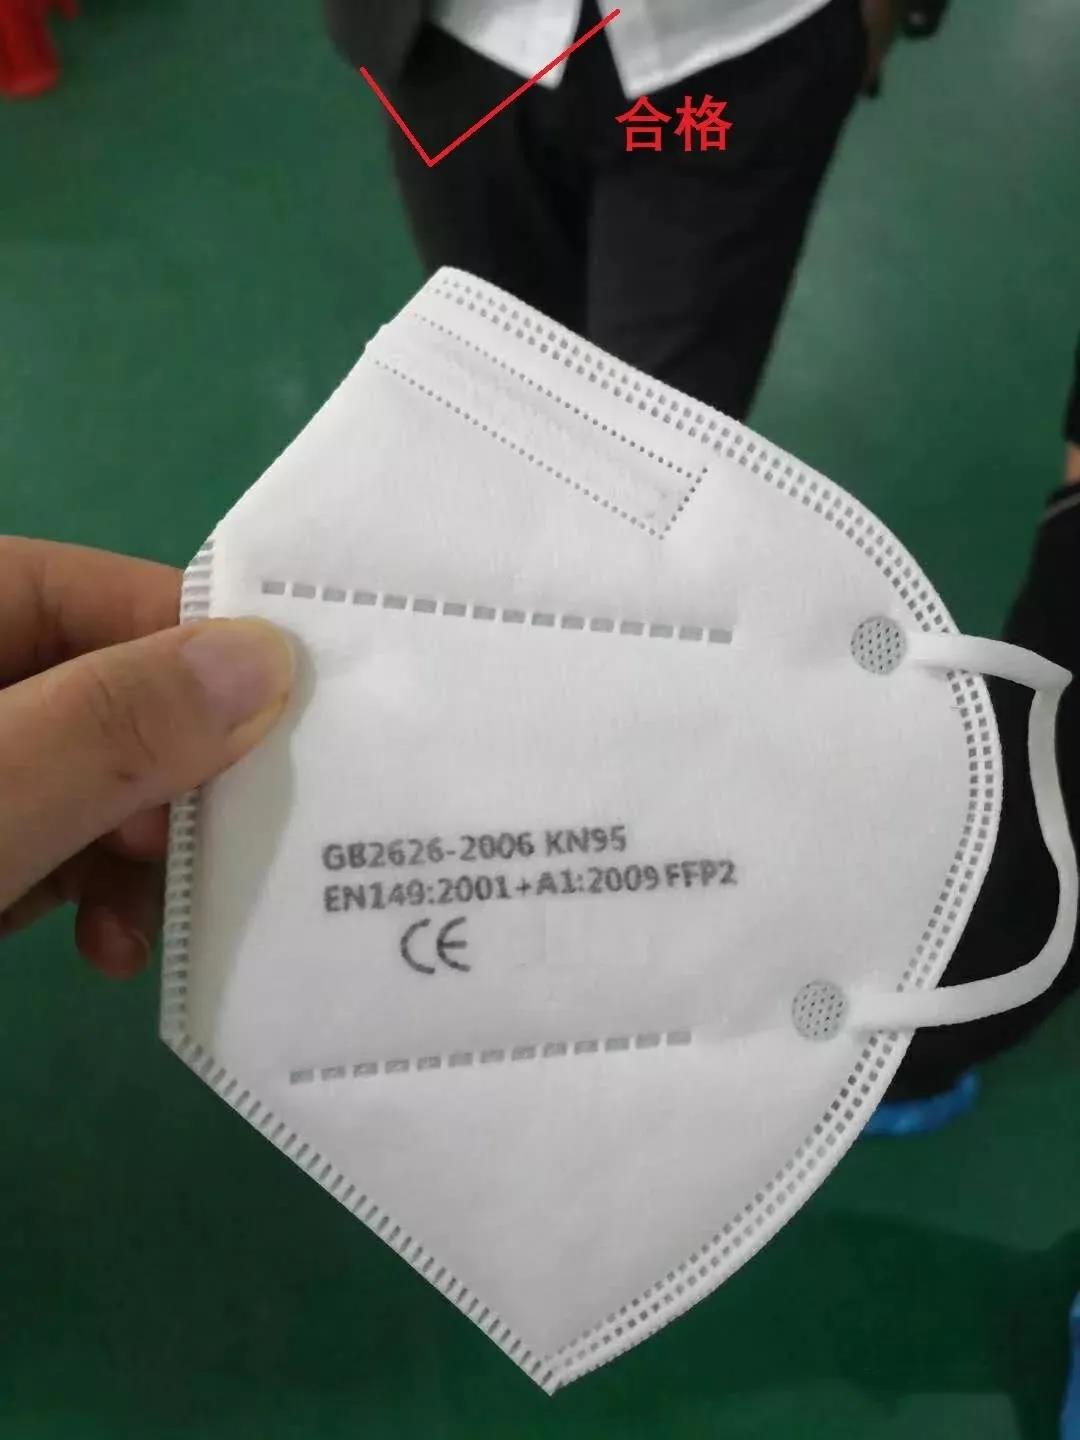 合格
GB2626-2006 KN95
EN149:2001+A1:2009 FFP2
CE